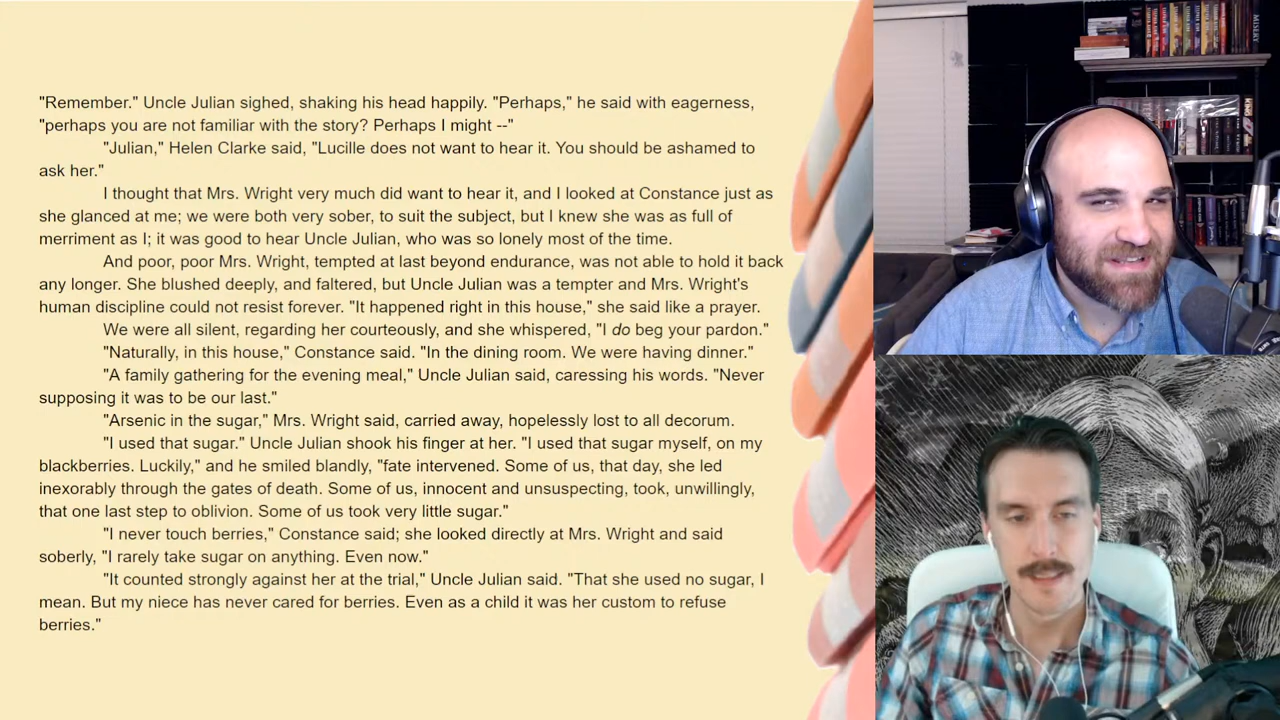 "Remember." Uncle Julian sighed, shaking his head happily. "Perhaps," he said with eagerness,
"perhaps you are not familiar with the story? Perhaps I might --"
"Julian," Helen Clarke said, "Lucille does not want to hear it. You should be ashamed to
ask her."
I thought that Mrs. Wright very much did want to hear it, and I looked at Constance just as
she glanced at me; we were both very sober, to suit the subject, but I knew she was as full of
merriment as I; it was good to hear Uncle Julian, who was so lonely most of the time.
And poor, poor Mrs. Wright, tempted at last beyond endurance, was not able to hold it back
any longer. She blushed deeply, and faltered, but Uncle Julian was a tempter and Mrs. Wright's
human discipline could not resist forever. "It happened right in this house," she said like a prayer.
We were all silent, regarding her courteously, and she whispered, "I do beg your pardon."
"Naturally, in this house," Constance said. "In the dining room. We were having dinner."
"A family gathering for the evening meal," Uncle Julian said, caressing his words. "Never
supposing it was to be our last."
"Arsenic in the sugar," Mrs. Wright said, carried away, hopelessly lost to all decorum.
"I used that sugar." Uncle Julian shook his finger at her. "I used that sugar myself, on my
blackberries. Luckily," and he smiled blandly, "fate intervened. Some of us, that day, she led
inexorably through the gates of death. Some of us, innocent and unsuspecting, took, unwillingly,
that one last step to oblivion. Some of us took very little sugar."
"I never touch berries," Constance said; she looked directly at Mrs. Wright and said
soberly, "I rarely take sugar on anything. Even now."
"It counted strongly against her at the trial," Uncle Julian said. "That she used no sugar, I
mean. But my niece has never cared for berries. Even as a child it was her custom to refuse
berries."
MISERY